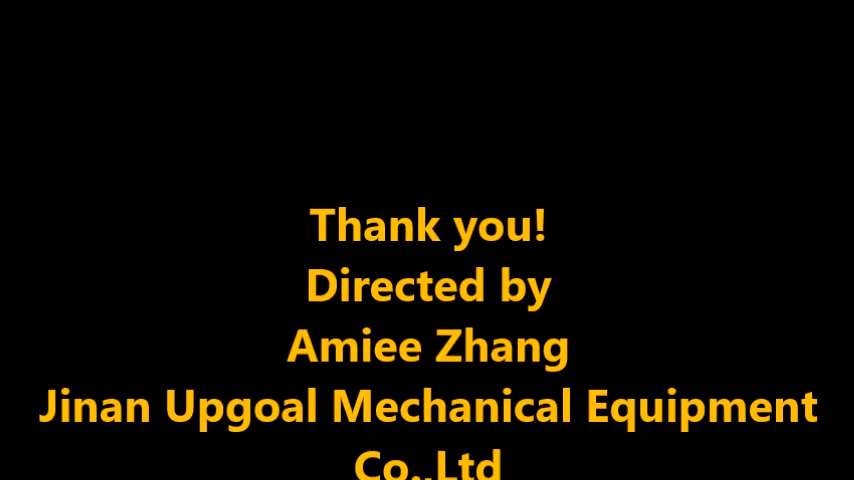 Thank you!
Directed by
Amiee Zhang
Jinan Upgoal Mechanical Equipment
Co.,Ltd